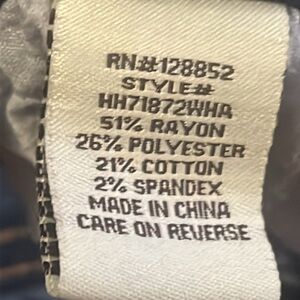 RN#128852
STYLE#
HH71872WHA
51% RAYON
26% POLYESTER
21% COTTON
2% SPANDEX
MADE IN CHINA
CARE ON REVERSE